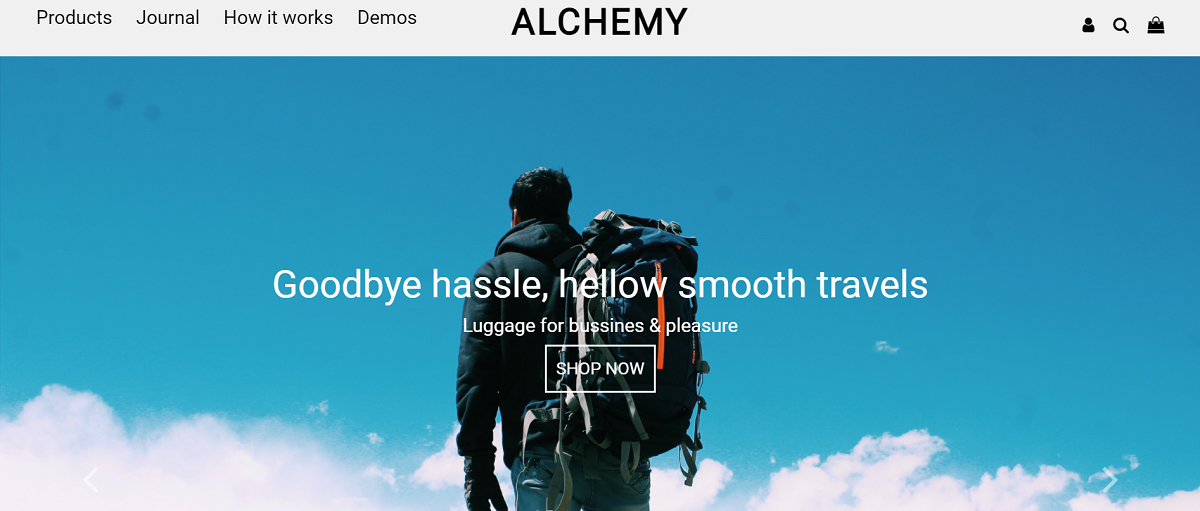 Products Journal How it works Demos ALCHEMY
Goodbye hassle, hellow smooth travels
Luggage for bussines & pleasure
SHOP NOW